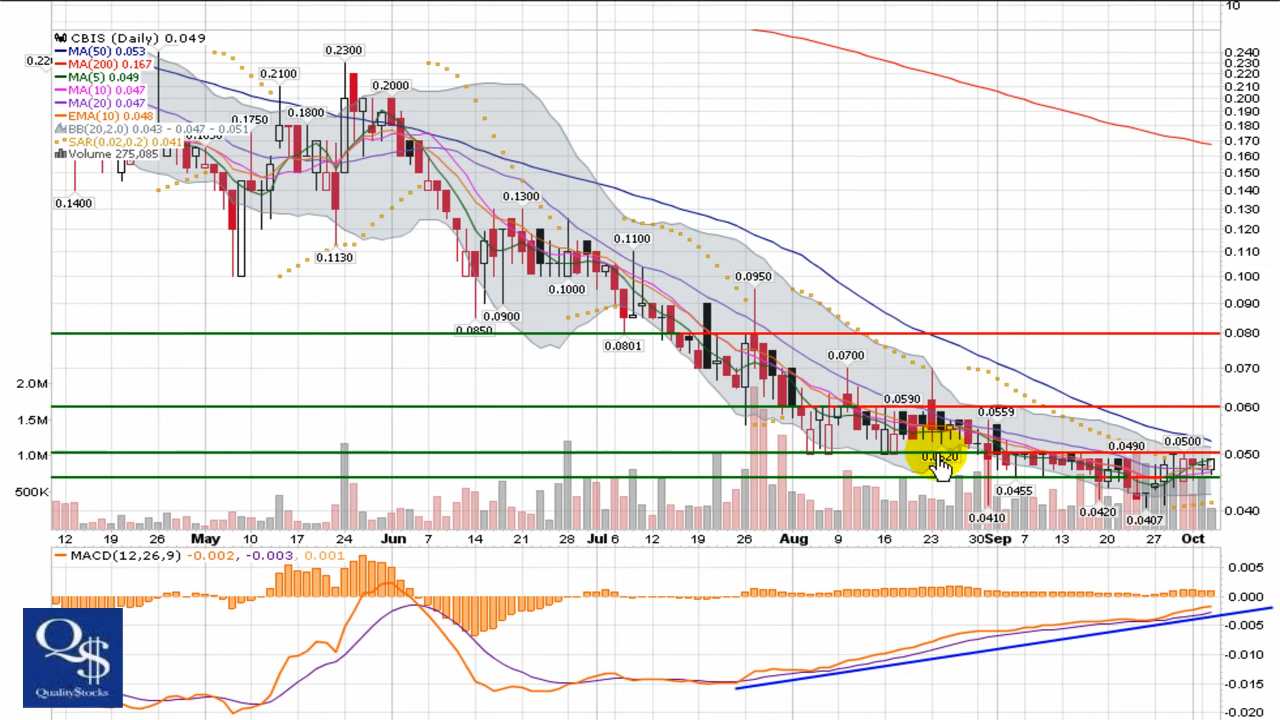 10
CBIS (Daily) 0.049
MA(50) 0.053
MA(200) 0.167
MA(5) 0.049
MA(10) 0.047
MA(20) 0.047
EMA(10) 0.048
BB(20,2.0) 0.043 - 0.047 - 0.051
SAR(0.02,0.2) 0.041
Volume 275,085
0.2300
0.2100
0.2000
0.1750
0.1800
0.1400
0.1130
0.1300
0.1100
0.1000
0.0900
0.0850
0.0801
0.0950
0.0700
0.0590
0.0559
0.0490
0.0500
0.0455
0.0410
0.0420
0.0407
0.240
0.230
0.220
0.210
0.200
0.190
0.180
0.170
0.160
0.150
0.140
0.130
0.120
0.110
0.100
0.090
0.080
0.070
0.060
0.050
0.040
2.0M
1.5M
1.0M
500K
12 19 26 May 10 17 24 Jun 7 14 21 28 Jul 6 12 19 26 Aug 9 16 23 30 Sep 7 13 20 27 Oct
MACD(12,26,9) -0.002, -0.003, 0.001
0.005
0.000
-0.005
-0.010
-0.015
-0.020
Q$
QualityStocks